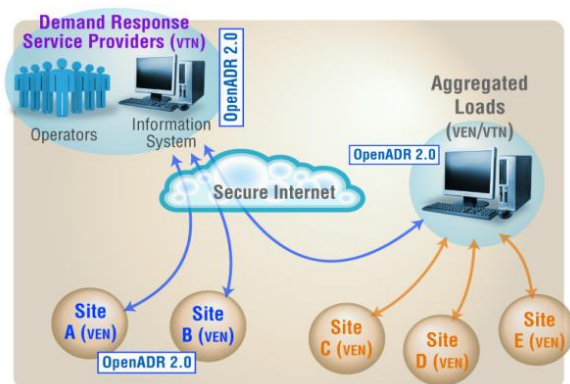 Demand Response
Service Providers (VTN)
OpenADR 2.0
Operators
Information
System
Aggregated
Loads
(VEN/VTN)
OpenADR 2.0
Secure Internet
Site
A (VEN)
Site
B (VEN)
OpenADR 2.0
Site
C (VEN)
Site
D (VEN)
Site
E (VEN)